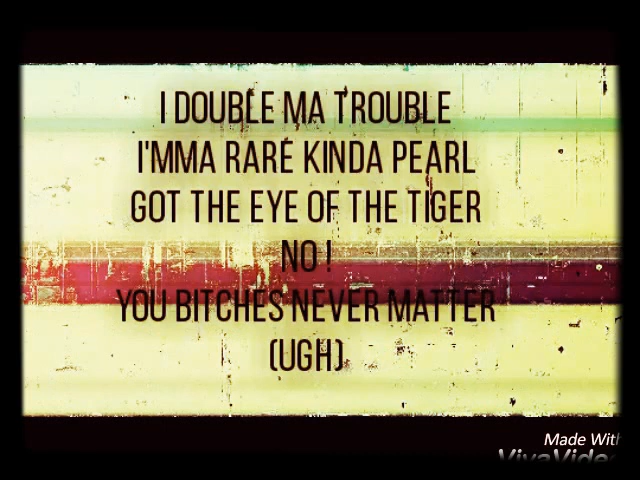 I DOUBLE MA TROUBLE
I'MMA RARE KINDA PEARL
GOT THE EYE OF THE TIGER
NO !
YOU BITCHES NEVER MATTER
(UGH)
Made With
VivaVideo